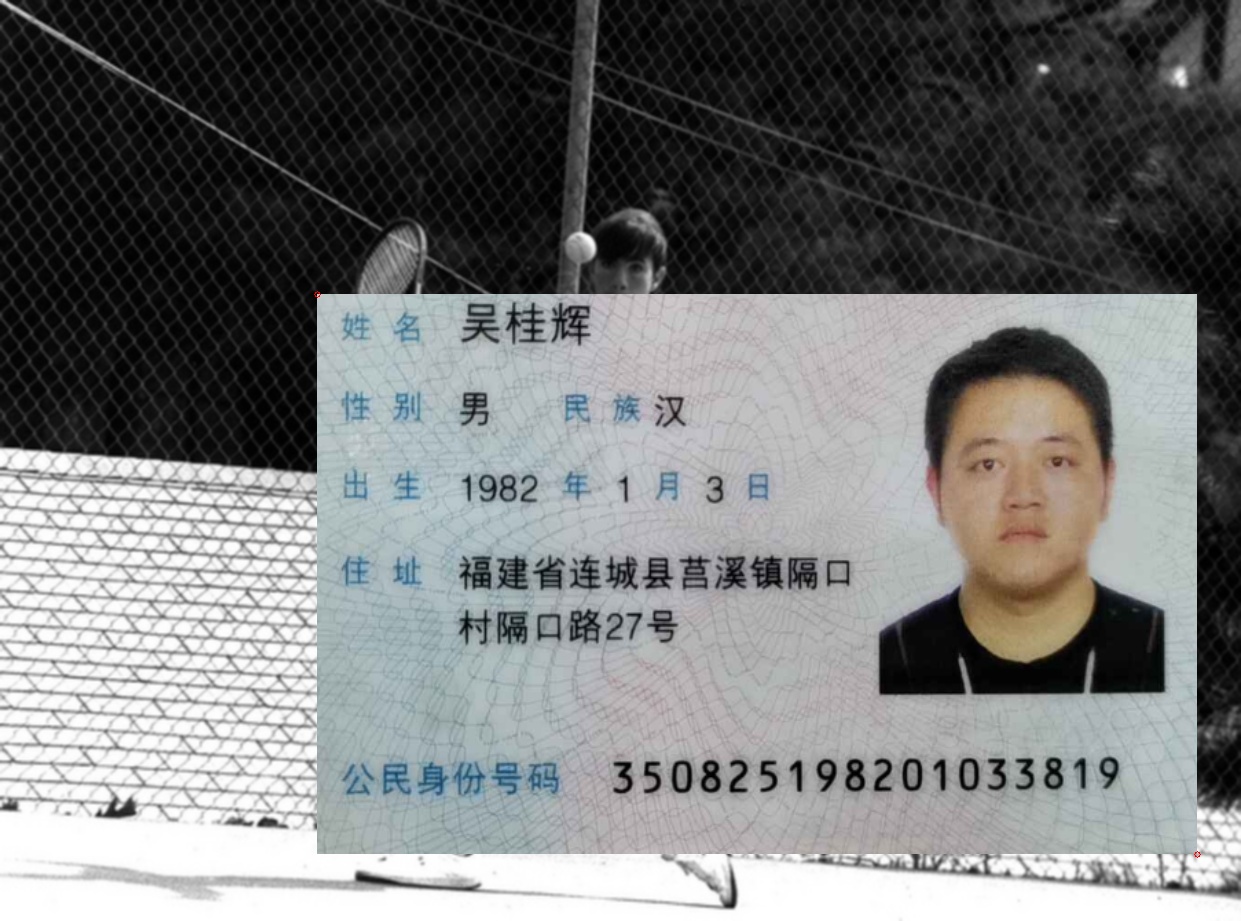 姓名 吴桂辉
性别 男 民族 汉
出生 1982 年 1 月 3 日
住址 福建省连城县莒溪镇隔口
村隔口路27号
公民身份号码 350825198201033819